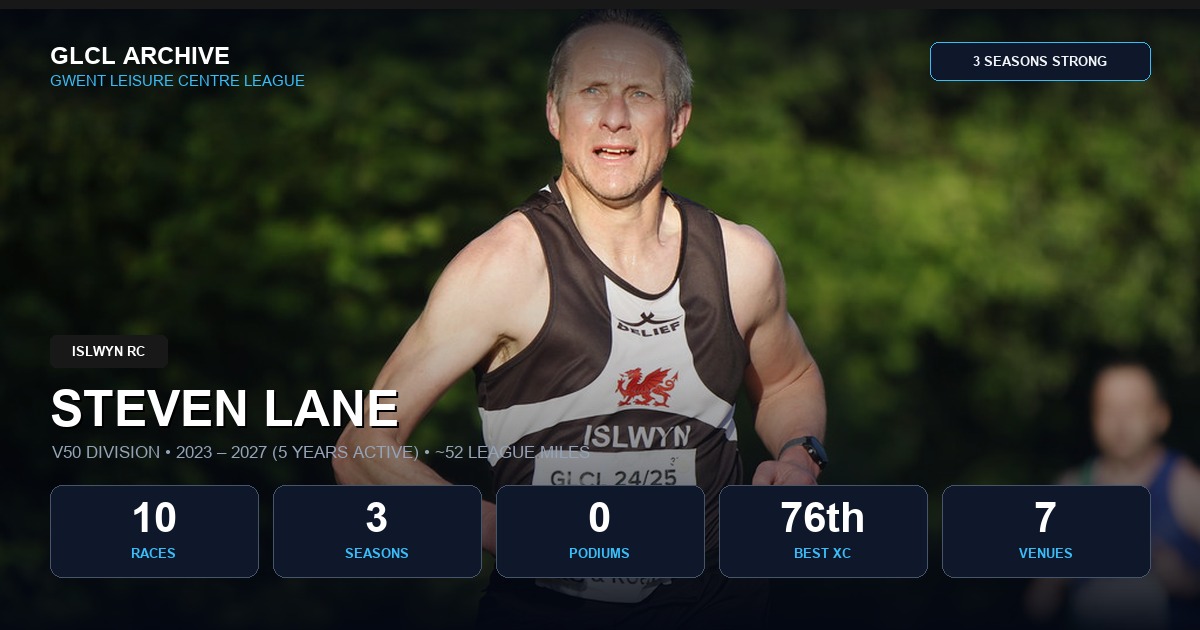 GLCL ARCHIVE
GWENT LEISURE CENTRE LEAGUE
3 SEASONS STRONG
ISLWYN RC
STEVEN LANE
V50 DIVISION • 2023 – 2027 (5 YEARS ACTIVE) • ~52 LEAGUE MILES
BELIEF
ISLWYN
GLCL 24/25
10
RACES
3
SEASONS
0
PODIUMS
76th
BEST XC
7
VENUES